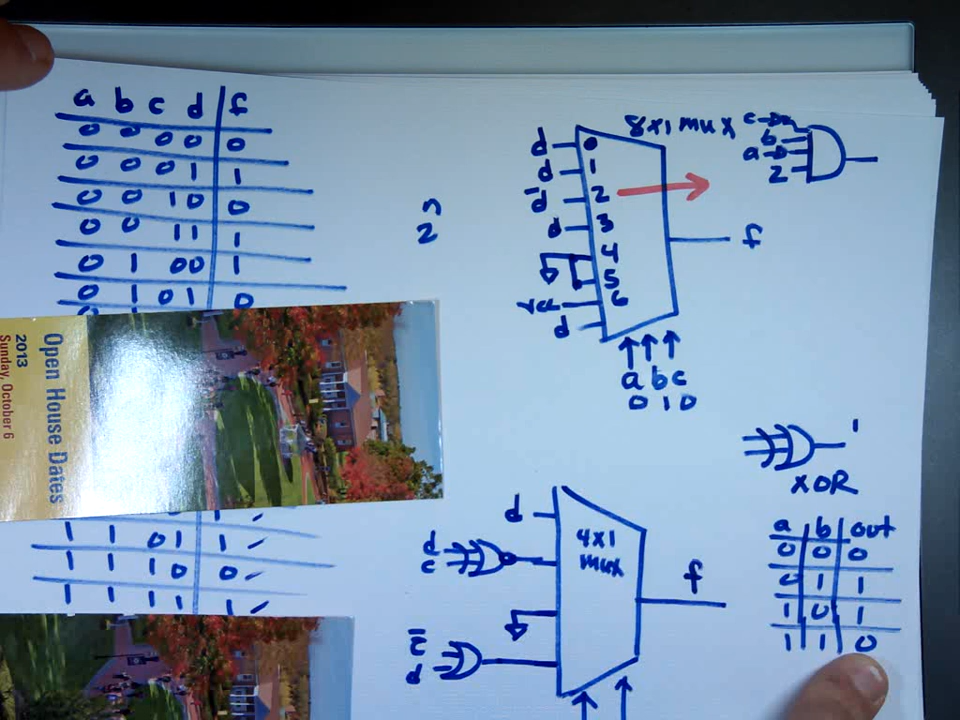 a b c d f
0 0 0 0 0
0 0 0 1 1
0 0 1 0 0
0 0 1 1 1
0 1 0 0 1
0 1 0 1 0
Open House Dates
2013
Sunday, October 6
1 1 0 1 1
1 1 1 0 0
1 1 1 1 1
8x1 mux
d 0
d 1
d̅ 2
d 3
4
5
vcc 6
d
f
a b c
0 1 0
c
b
a
2
1
XOR
a b out
0 0 0
0 1 1
1 0 1
1 1 0
d
4x1
mux
d
c
f
c̅
d